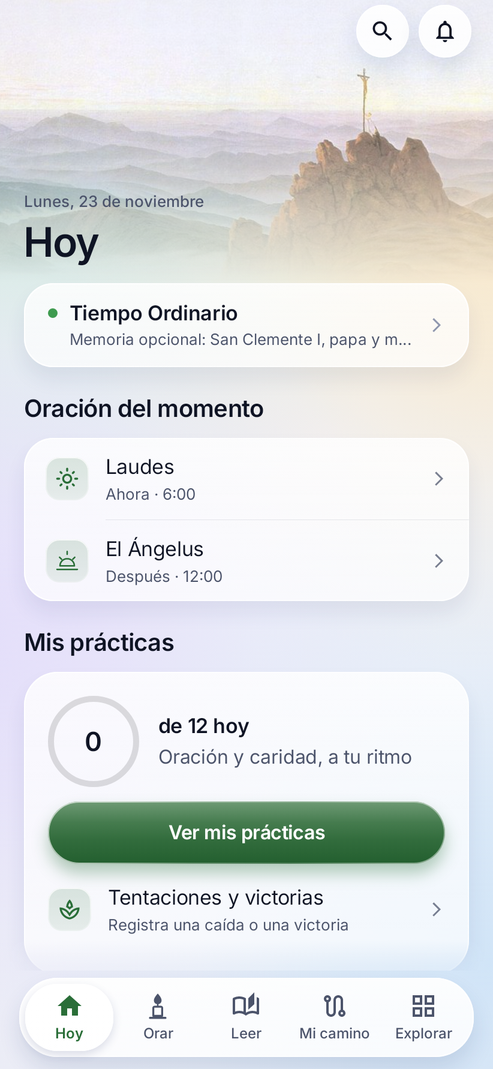 Lunes, 23 de noviembre
Hoy
Tiempo Ordinario
Memoria opcional: San Clemente I, papa y m...
Oración del momento
Laudes
Ahora · 6:00
El Ángelus
Después · 12:00
Mis prácticas
0
de 12 hoy
Oración y caridad, a tu ritmo
Ver mis prácticas
Tentaciones y victorias
Registra una caída o una victoria
Hoy
Orar
Leer
Mi camino
Explorar